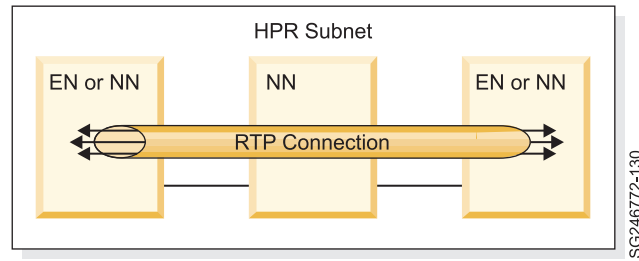 HPR Subnet
EN or NN
NN
EN or NN
RTP Connection
SG246772-130